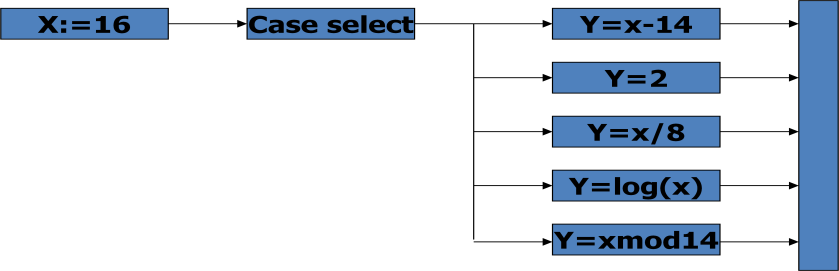 X:=16
Case select
Y=x-14
Y=2
Y=x/8
Y=log(x)
Y=xmod14